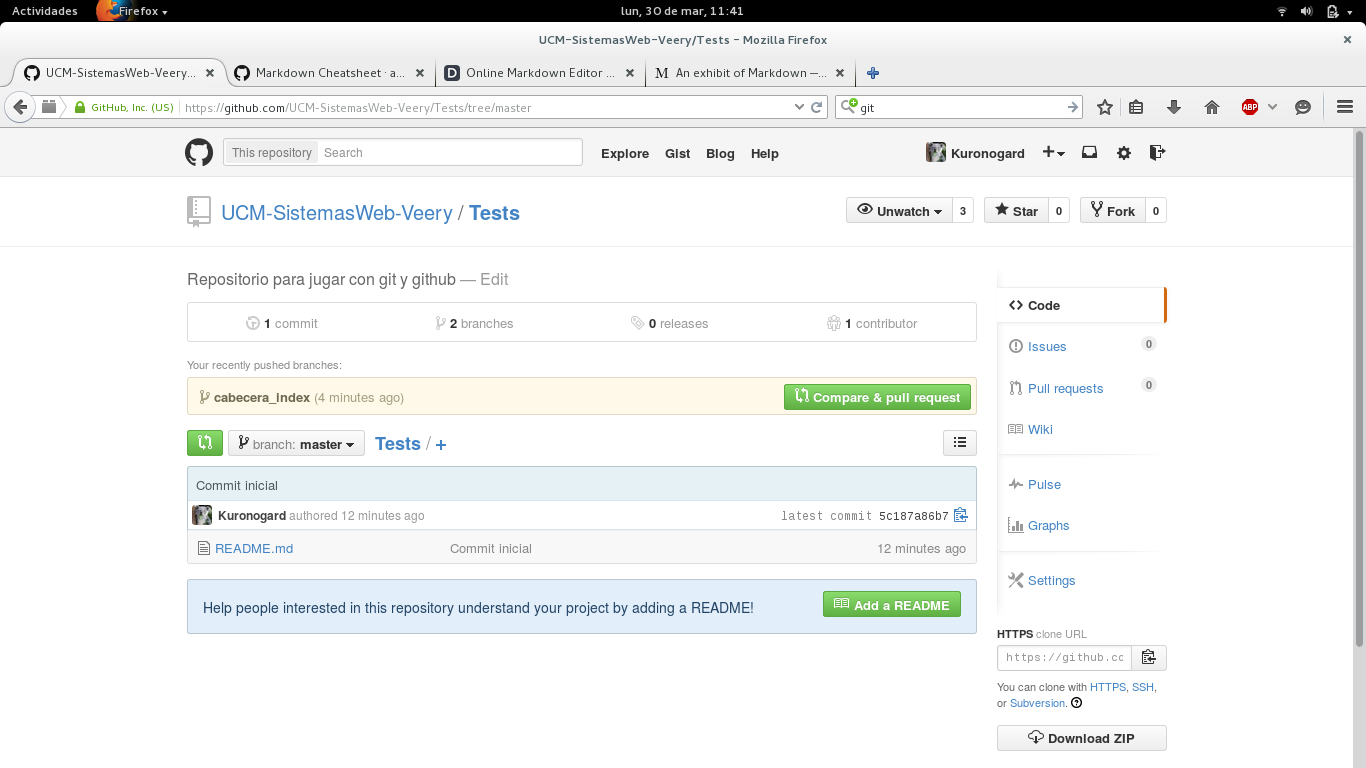 Actividades Firefox lun, 30 de mar, 11:41
UCM-SistemasWeb-Veery/Tests - Mozilla Firefox
UCM-SistemasWeb-Veery... Markdown Cheatsheet · a... Online Markdown Editor ... An exhibit of Markdown —...
GitHub, Inc. (US) https://github.com/UCM-SistemasWeb-Veery/Tests/tree/master git ABP
This repository Search Explore Gist Blog Help Kuronogard
UCM-SistemasWeb-Veery / Tests Unwatch 3 Star 0 Fork 0
Repositorio para jugar con git y github — Edit
1 commit 2 branches 0 releases 1 contributor
Your recently pushed branches:
cabecera_index (4 minutes ago) Compare & pull request
branch: master Tests / +
Commit inicial
Kuronogard authored 12 minutes ago latest commit 5c187a86b7
README.md Commit inicial 12 minutes ago
Help people interested in this repository understand your project by adding a README! Add a README
Code
Issues 0
Pull requests 0
Wiki
Pulse
Graphs
Settings
HTTPS clone URL
https://github.cc
You can clone with HTTPS, SSH,
or Subversion.
Download ZIP